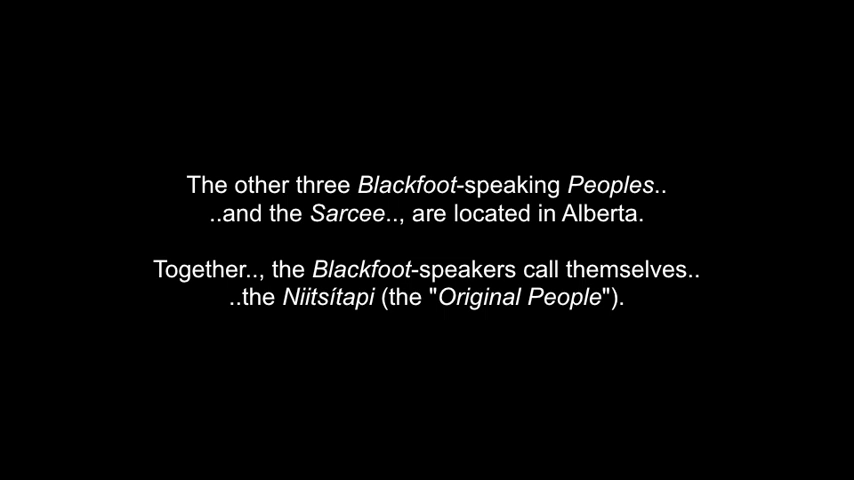 The other three Blackfoot-speaking Peoples..
..and the Sarcee.., are located in Alberta.
Together.., the Blackfoot-speakers call themselves..
..the Niitsítapi (the "Original People").